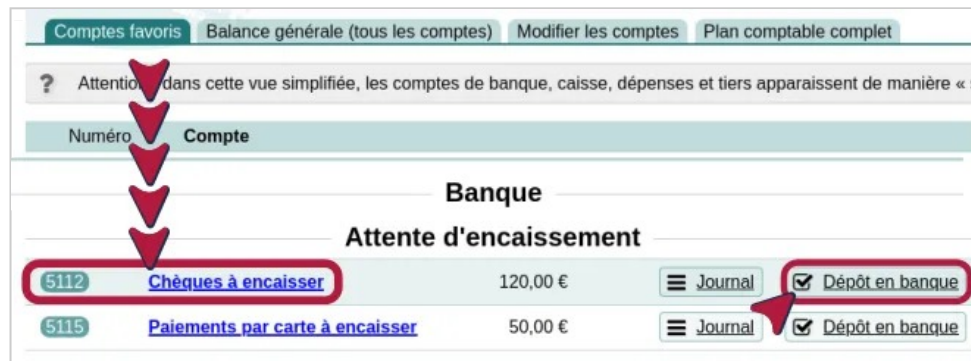 Comptes favoris Balance générale (tous les comptes) Modifier les comptes Plan comptable complet
? Attention dans cette vue simplifiée, les comptes de banque, caisse, dépenses et tiers apparaissent de manière «
Numéro Compte
Banque
Attente d'encaissement
5112 Chèques à encaisser 120,00 € Journal Dépôt en banque
5115 Paiements par carte à encaisser 50,00 € Journal Dépôt en banque